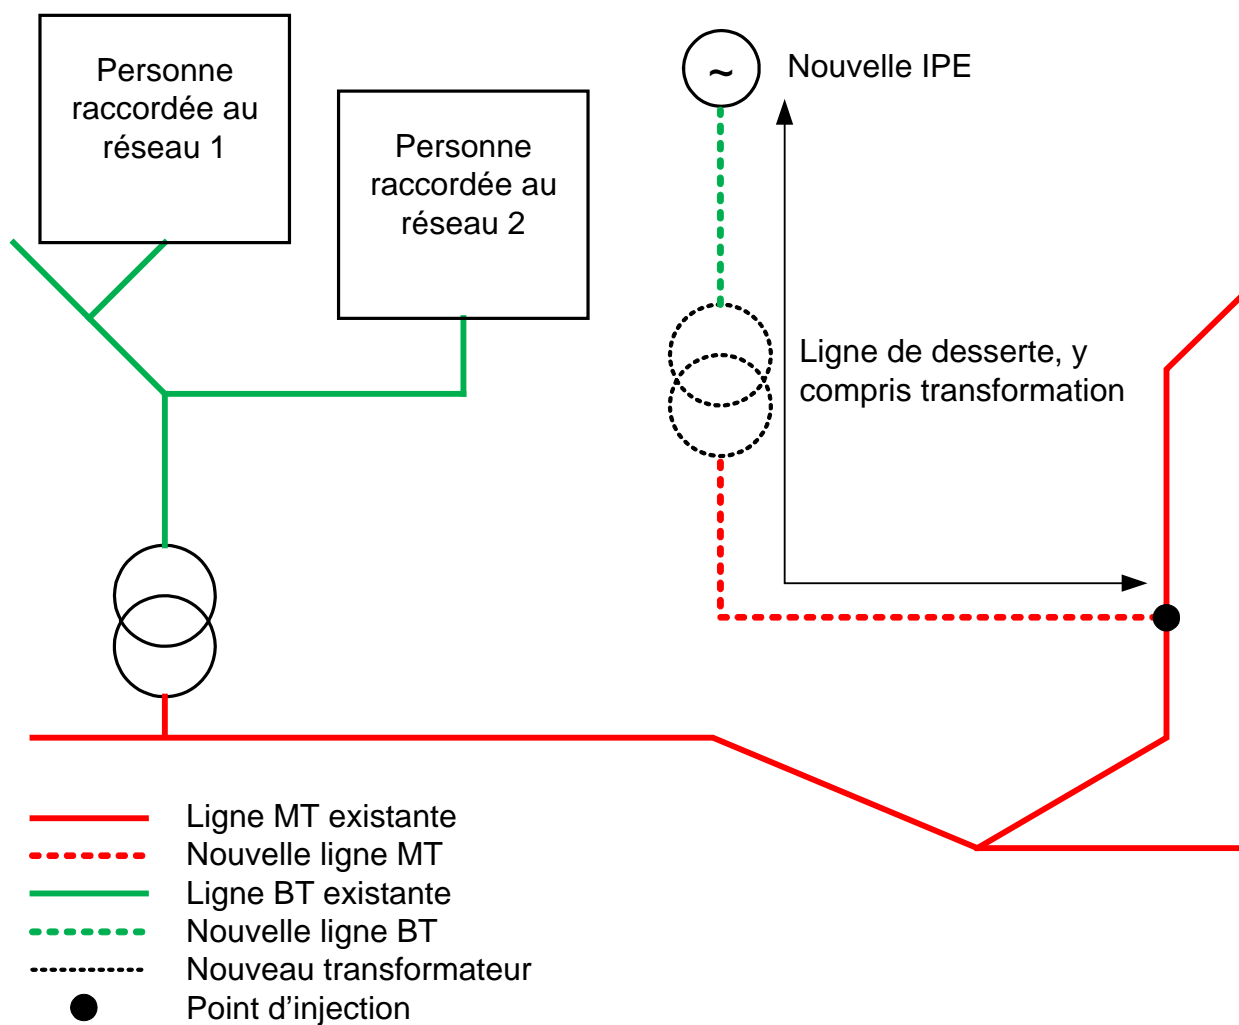 Personne
raccordée au
réseau 1
Personne
raccordée au
réseau 2
~
Nouvelle IPE
Ligne de desserte, y
compris transformation
Ligne MT existante
Nouvelle ligne MT
Ligne BT existante
Nouvelle ligne BT
Nouveau transformateur
Point d’injection